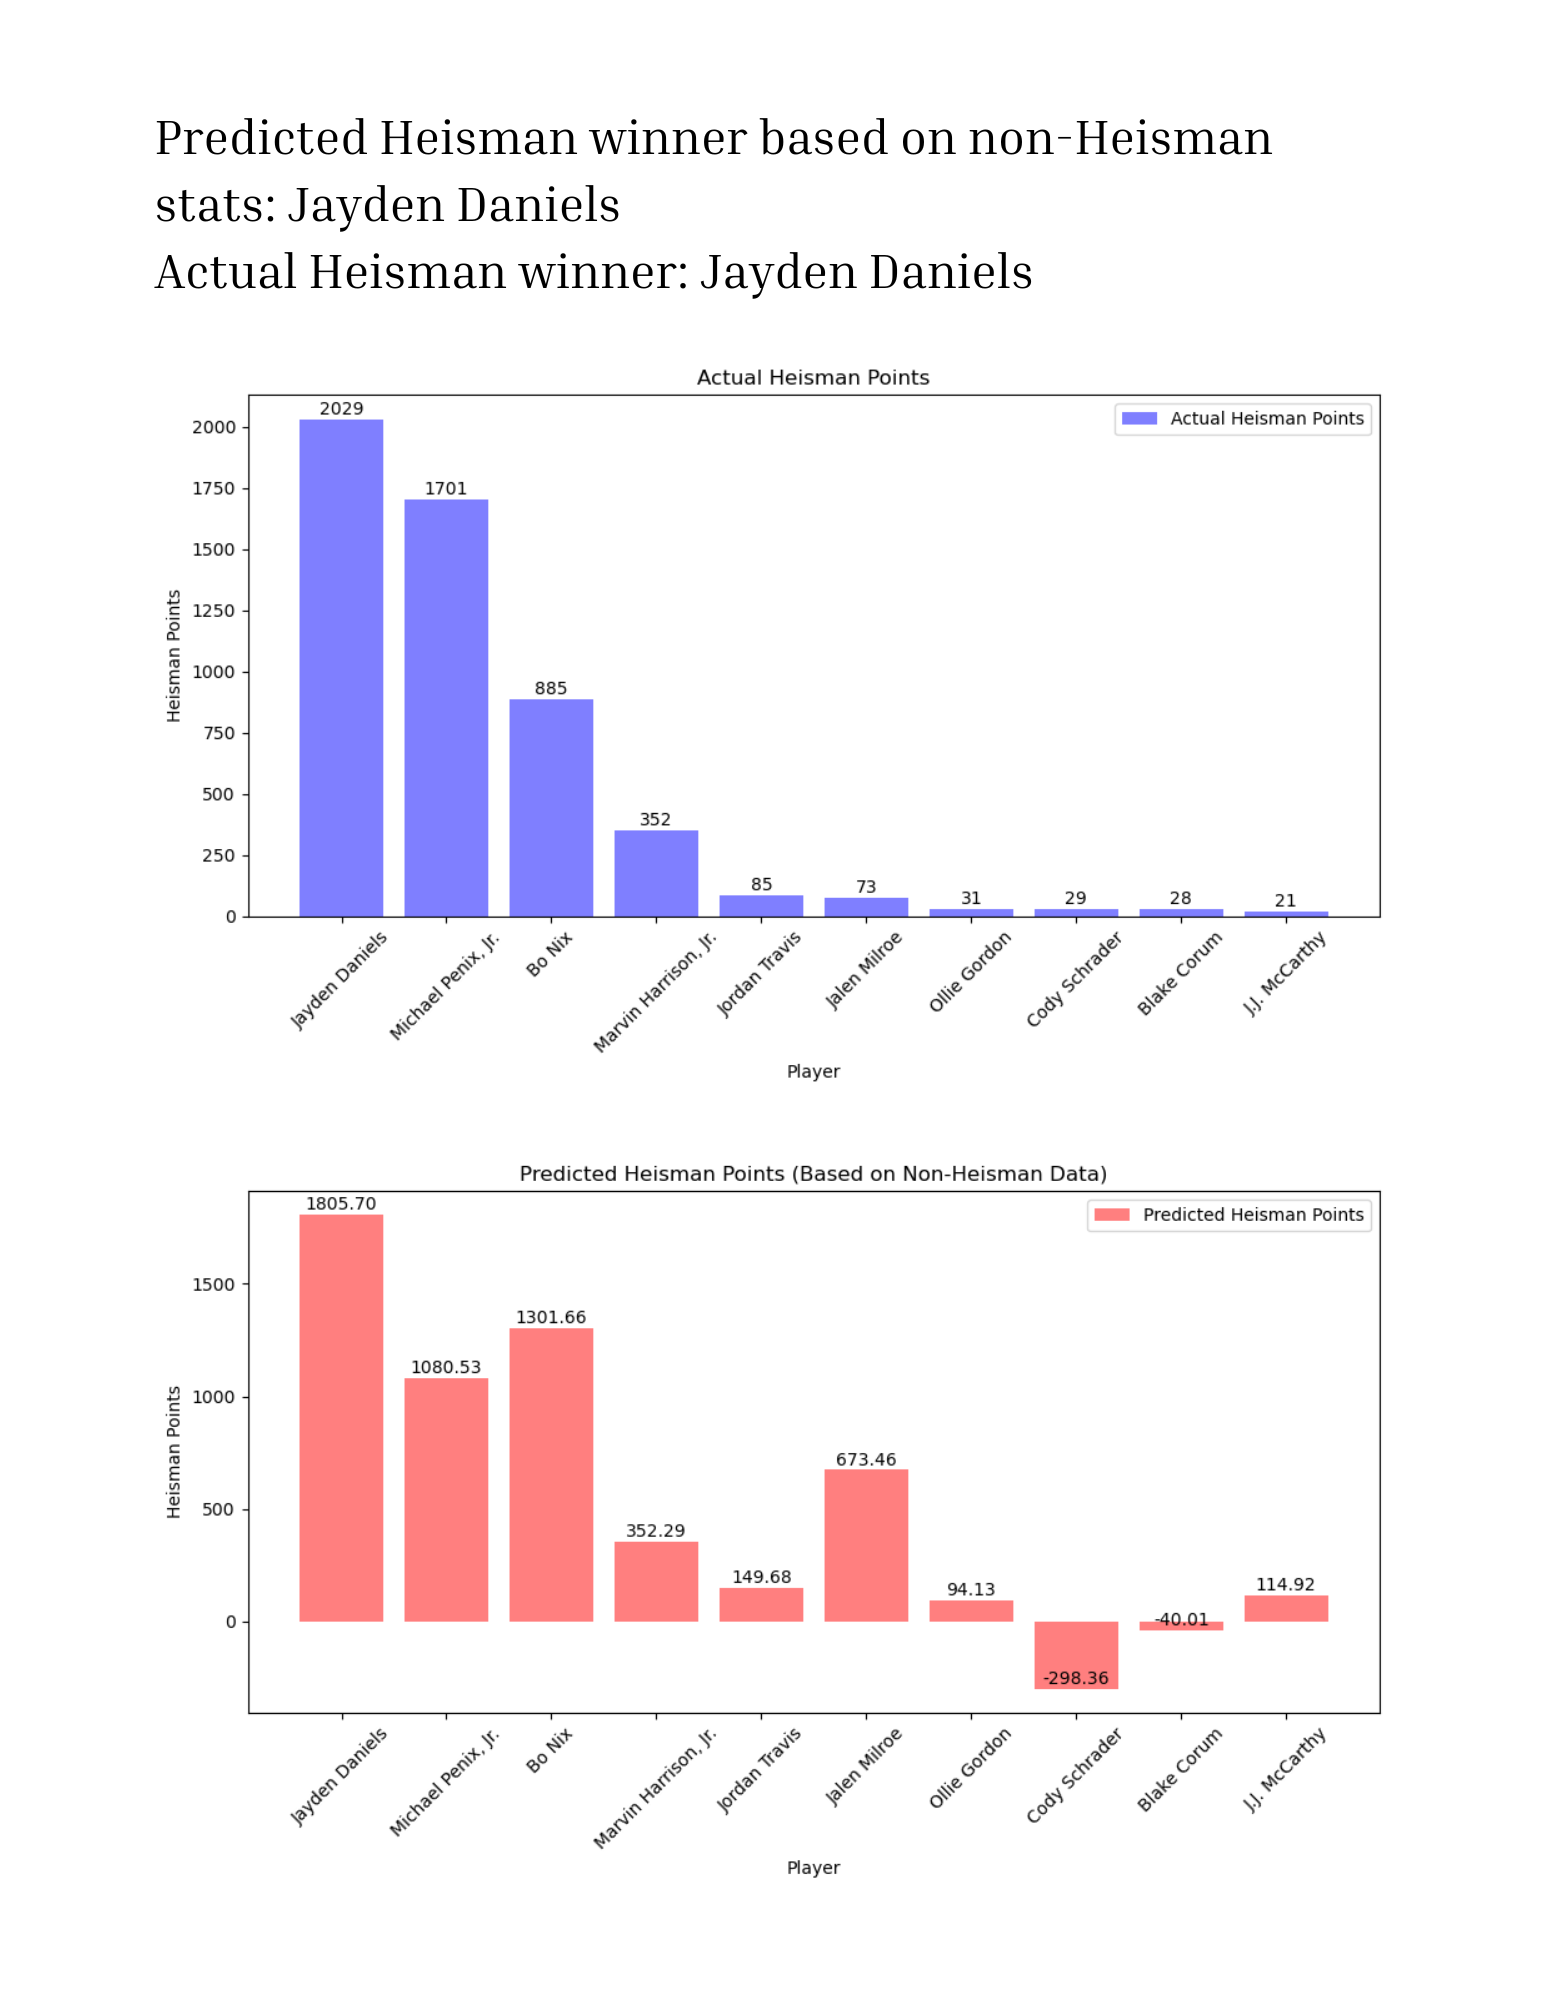 Predicted Heisman winner based on non-Heisman
stats: Jayden Daniels
Actual Heisman winner: Jayden Daniels
Actual Heisman Points
Actual Heisman Points
Heisman Points
2000
1750
1500
1250
1000
750
500
250
0
2029
1701
885
352
85
73
31
29
28
21
Jayden Daniels
Michael Penix, Jr.
Bo Nix
Marvin Harrison, Jr.
Jordan Travis
Jalen Milroe
Ollie Gordon
Cody Schrader
Blake Corum
J.J. McCarthy
Player
Predicted Heisman Points (Based on Non-Heisman Data)
Predicted Heisman Points
Heisman Points
1500
1000
500
0
1805.70
1080.53
1301.66
352.29
149.68
673.46
94.13
-298.36
-40.01
114.92
Jayden Daniels
Michael Penix, Jr.
Bo Nix
Marvin Harrison, Jr.
Jordan Travis
Jalen Milroe
Ollie Gordon
Cody Schrader
Blake Corum
J.J. McCarthy
Player